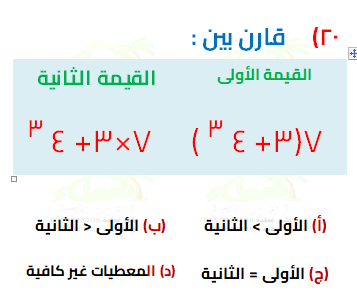 ٢٠) قارن بين :
القيمة الأولى القيمة الثانية
٧(٣+ ٤ ٣ ) ٧×٣+ ٤ ٣
(أ) الأولى > الثانية (ب) الأولى < الثانية
(ج) الأولى = الثانية (د) المعطيات غير كافية